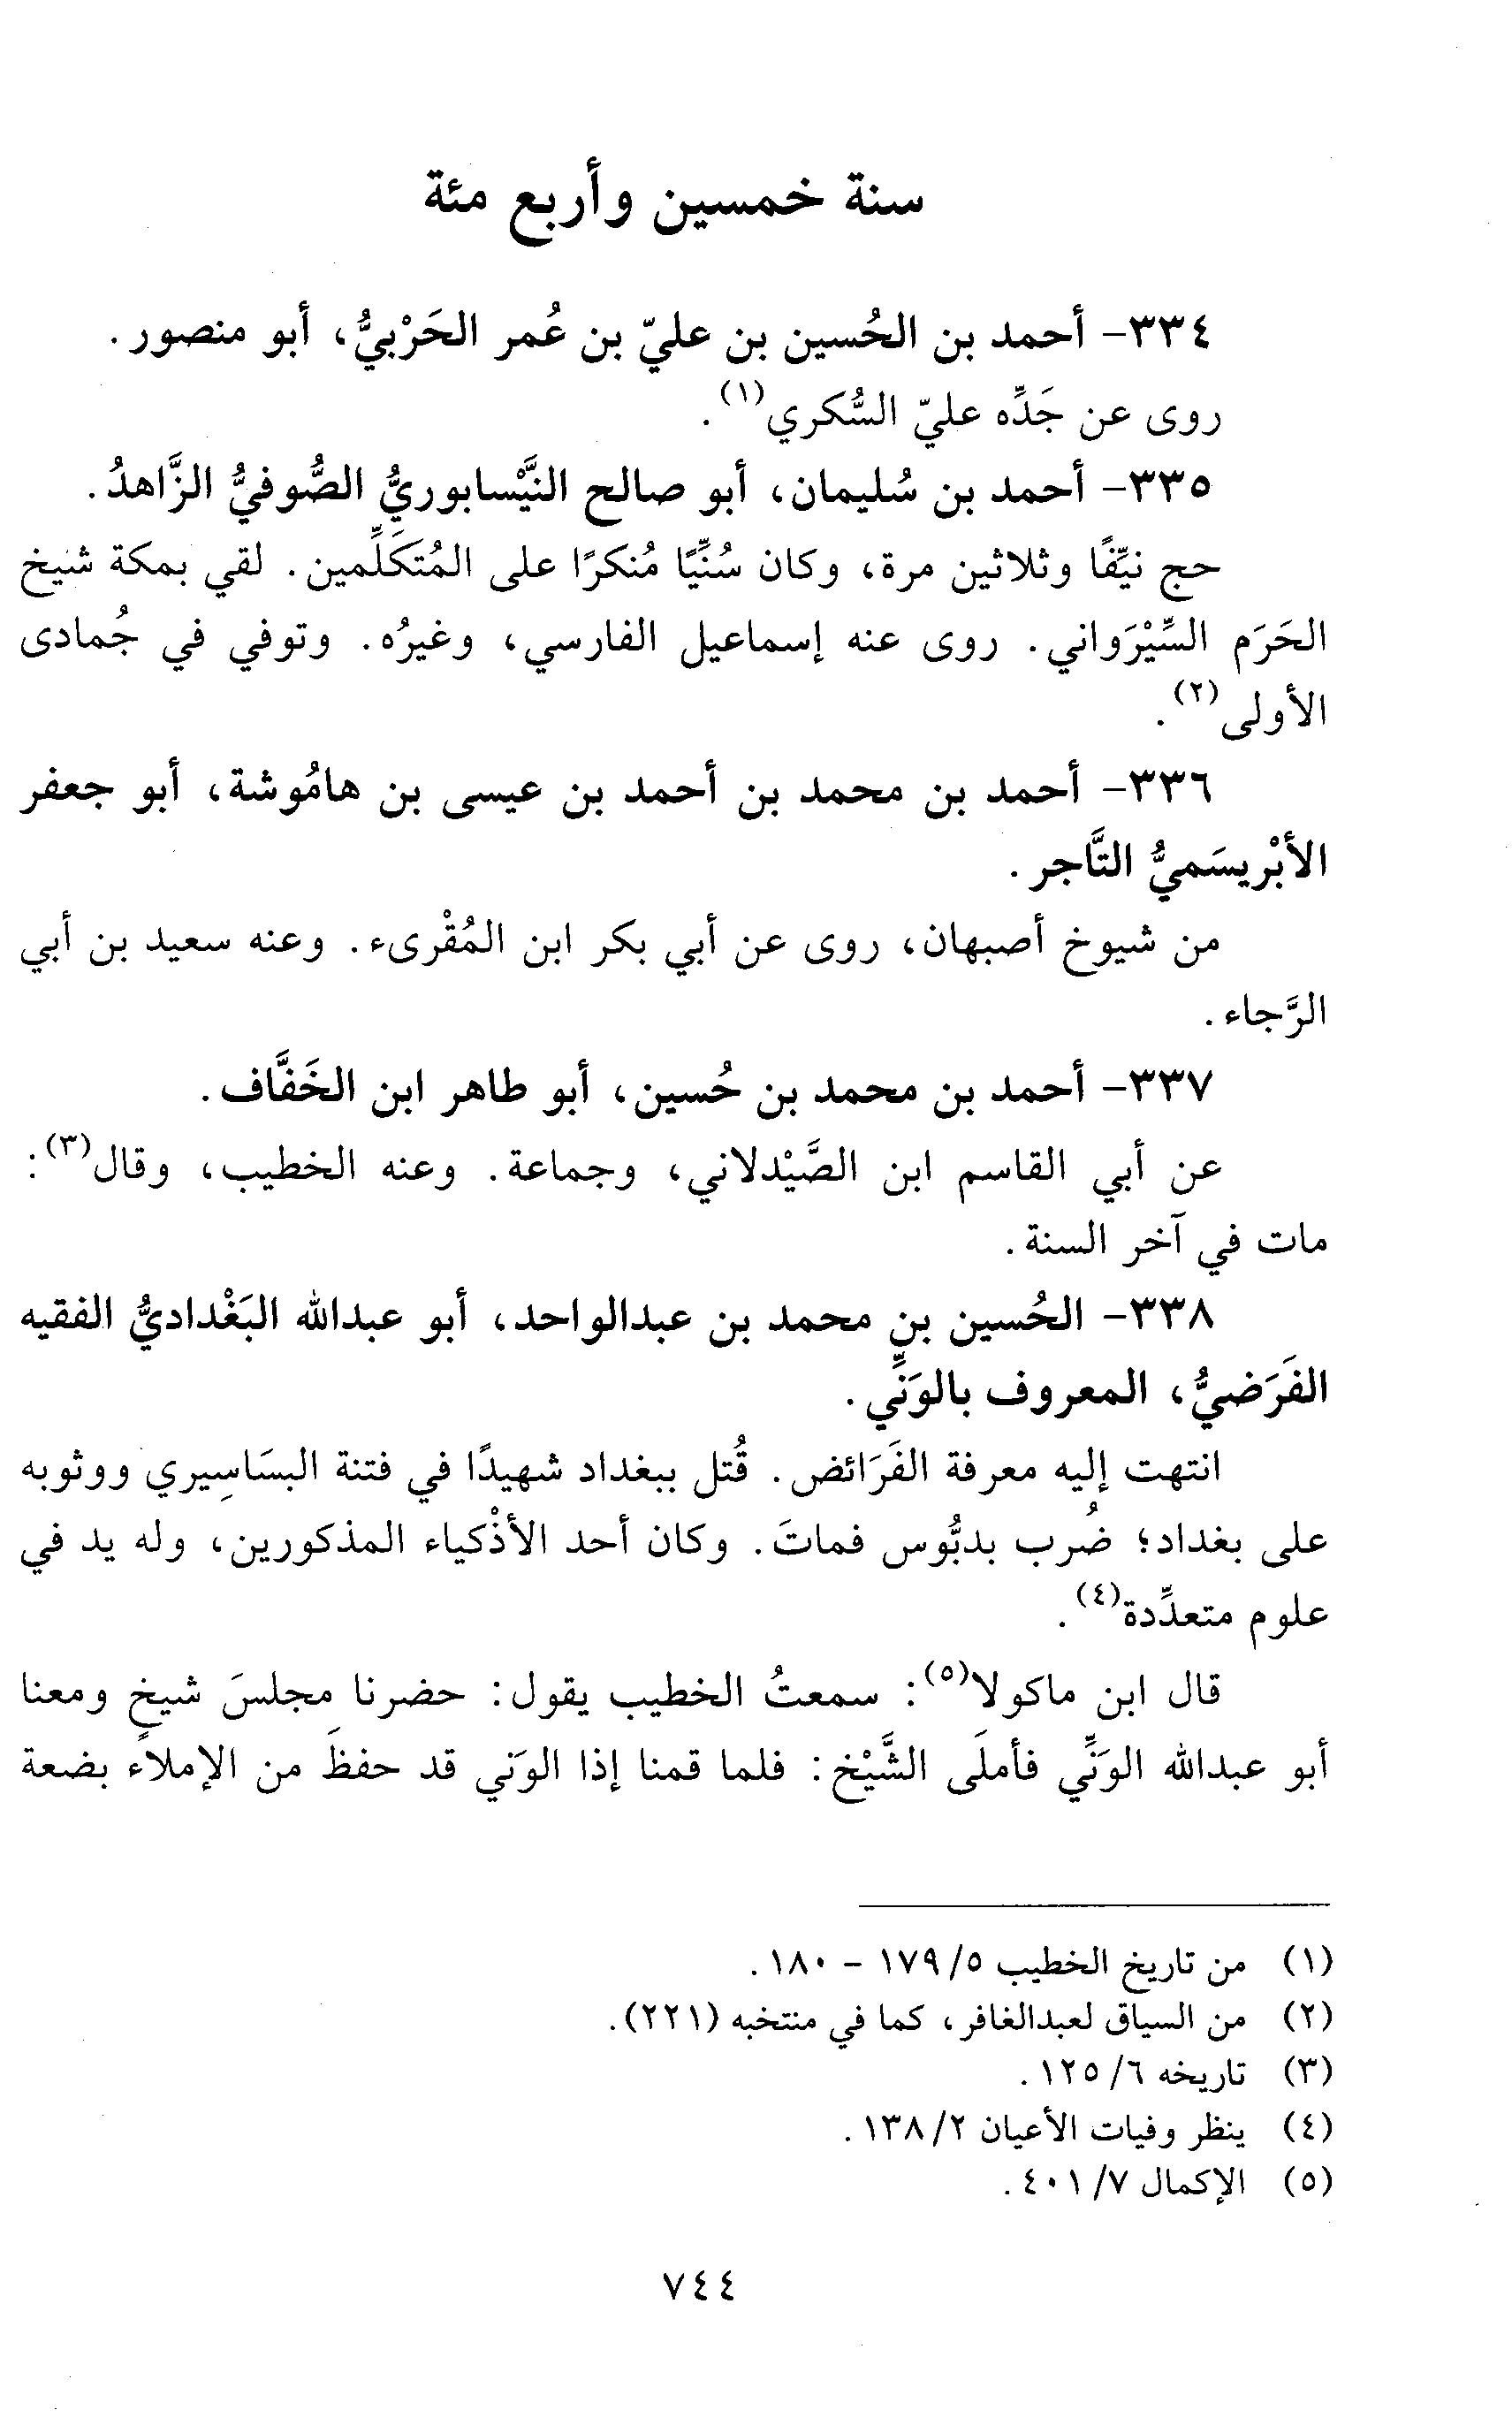 سنة خمسين وأربع مئة
٣٣٤- أحمد بن الحُسين بن عليّ بن عُمر الحَرْبيُّ، أبو منصور.
روى عن جَدِّه عليّ السُّكري(١).
٣٣٥- أحمد بن سُليمان، أبو صالح النَّيْسابوريُّ الصُّوفيُّ الزَّاهدُ.
حج نيِّفًا وثلاثين مرة، وكان سُنِّيًا مُنكرًا على المُتَكَلِّمين. لقي بمكة شيخ
الحَرَم السِّيْرَواني. روى عنه إسماعيل الفارسي، وغيرُه. وتوفي في جُمادى
الأولى(٢).
٣٣٦- أحمد بن محمد بن أحمد بن عيسى بن هامُوشة، أبو جعفر
الأبْريسَميُّ التَّاجر.
من شيوخ أصبهان، روى عن أبي بكر ابن المُقْرىء. وعنه سعيد بن أبي
الرَّجاء.
٣٣٧- أحمد بن محمد بن حُسين، أبو طاهر ابن الخَفَّاف.
عن أبي القاسم ابن الصَّيْدلاني، وجماعة. وعنه الخطيب، وقال(٣):
مات في آخر السنة.
٣٣٨- الحُسين بن محمد بن عبدالواحد، أبو عبدالله البَغْداديُّ الفقيه
الفَرَضيُّ، المعروف بالوَنِّي.
انتهت إليه معرفة الفَرَائض. قُتل ببغداد شهيدًا في فتنة البسَاسِيري ووثوبه
على بغداد؛ ضُرب بدبُّوس فماتَ. وكان أحد الأذْكياء المذكورين، وله يد في
علوم متعدِّدة(٤).
قال ابن ماكولا(٥): سمعتُ الخطيب يقول: حضرنا مجلسَ شيخٍ ومعنا
أبو عبدالله الوَنِّي فأملَى الشَّيْخ: فلما قمنا إذا الوَني قد حفظَ من الإملاء بضعة
(١) من تاريخ الخطيب ٥/ ١٧٩ - ١٨٠.
(٢) من السياق لعبدالغافر، كما في منتخبه (٢٢١).
(٣) تاريخه ٦/ ١٢٥.
(٤) ينظر وفيات الأعيان ٢/ ١٣٨.
(٥) الإكمال ٧/ ٤٠١.
٧٤٤